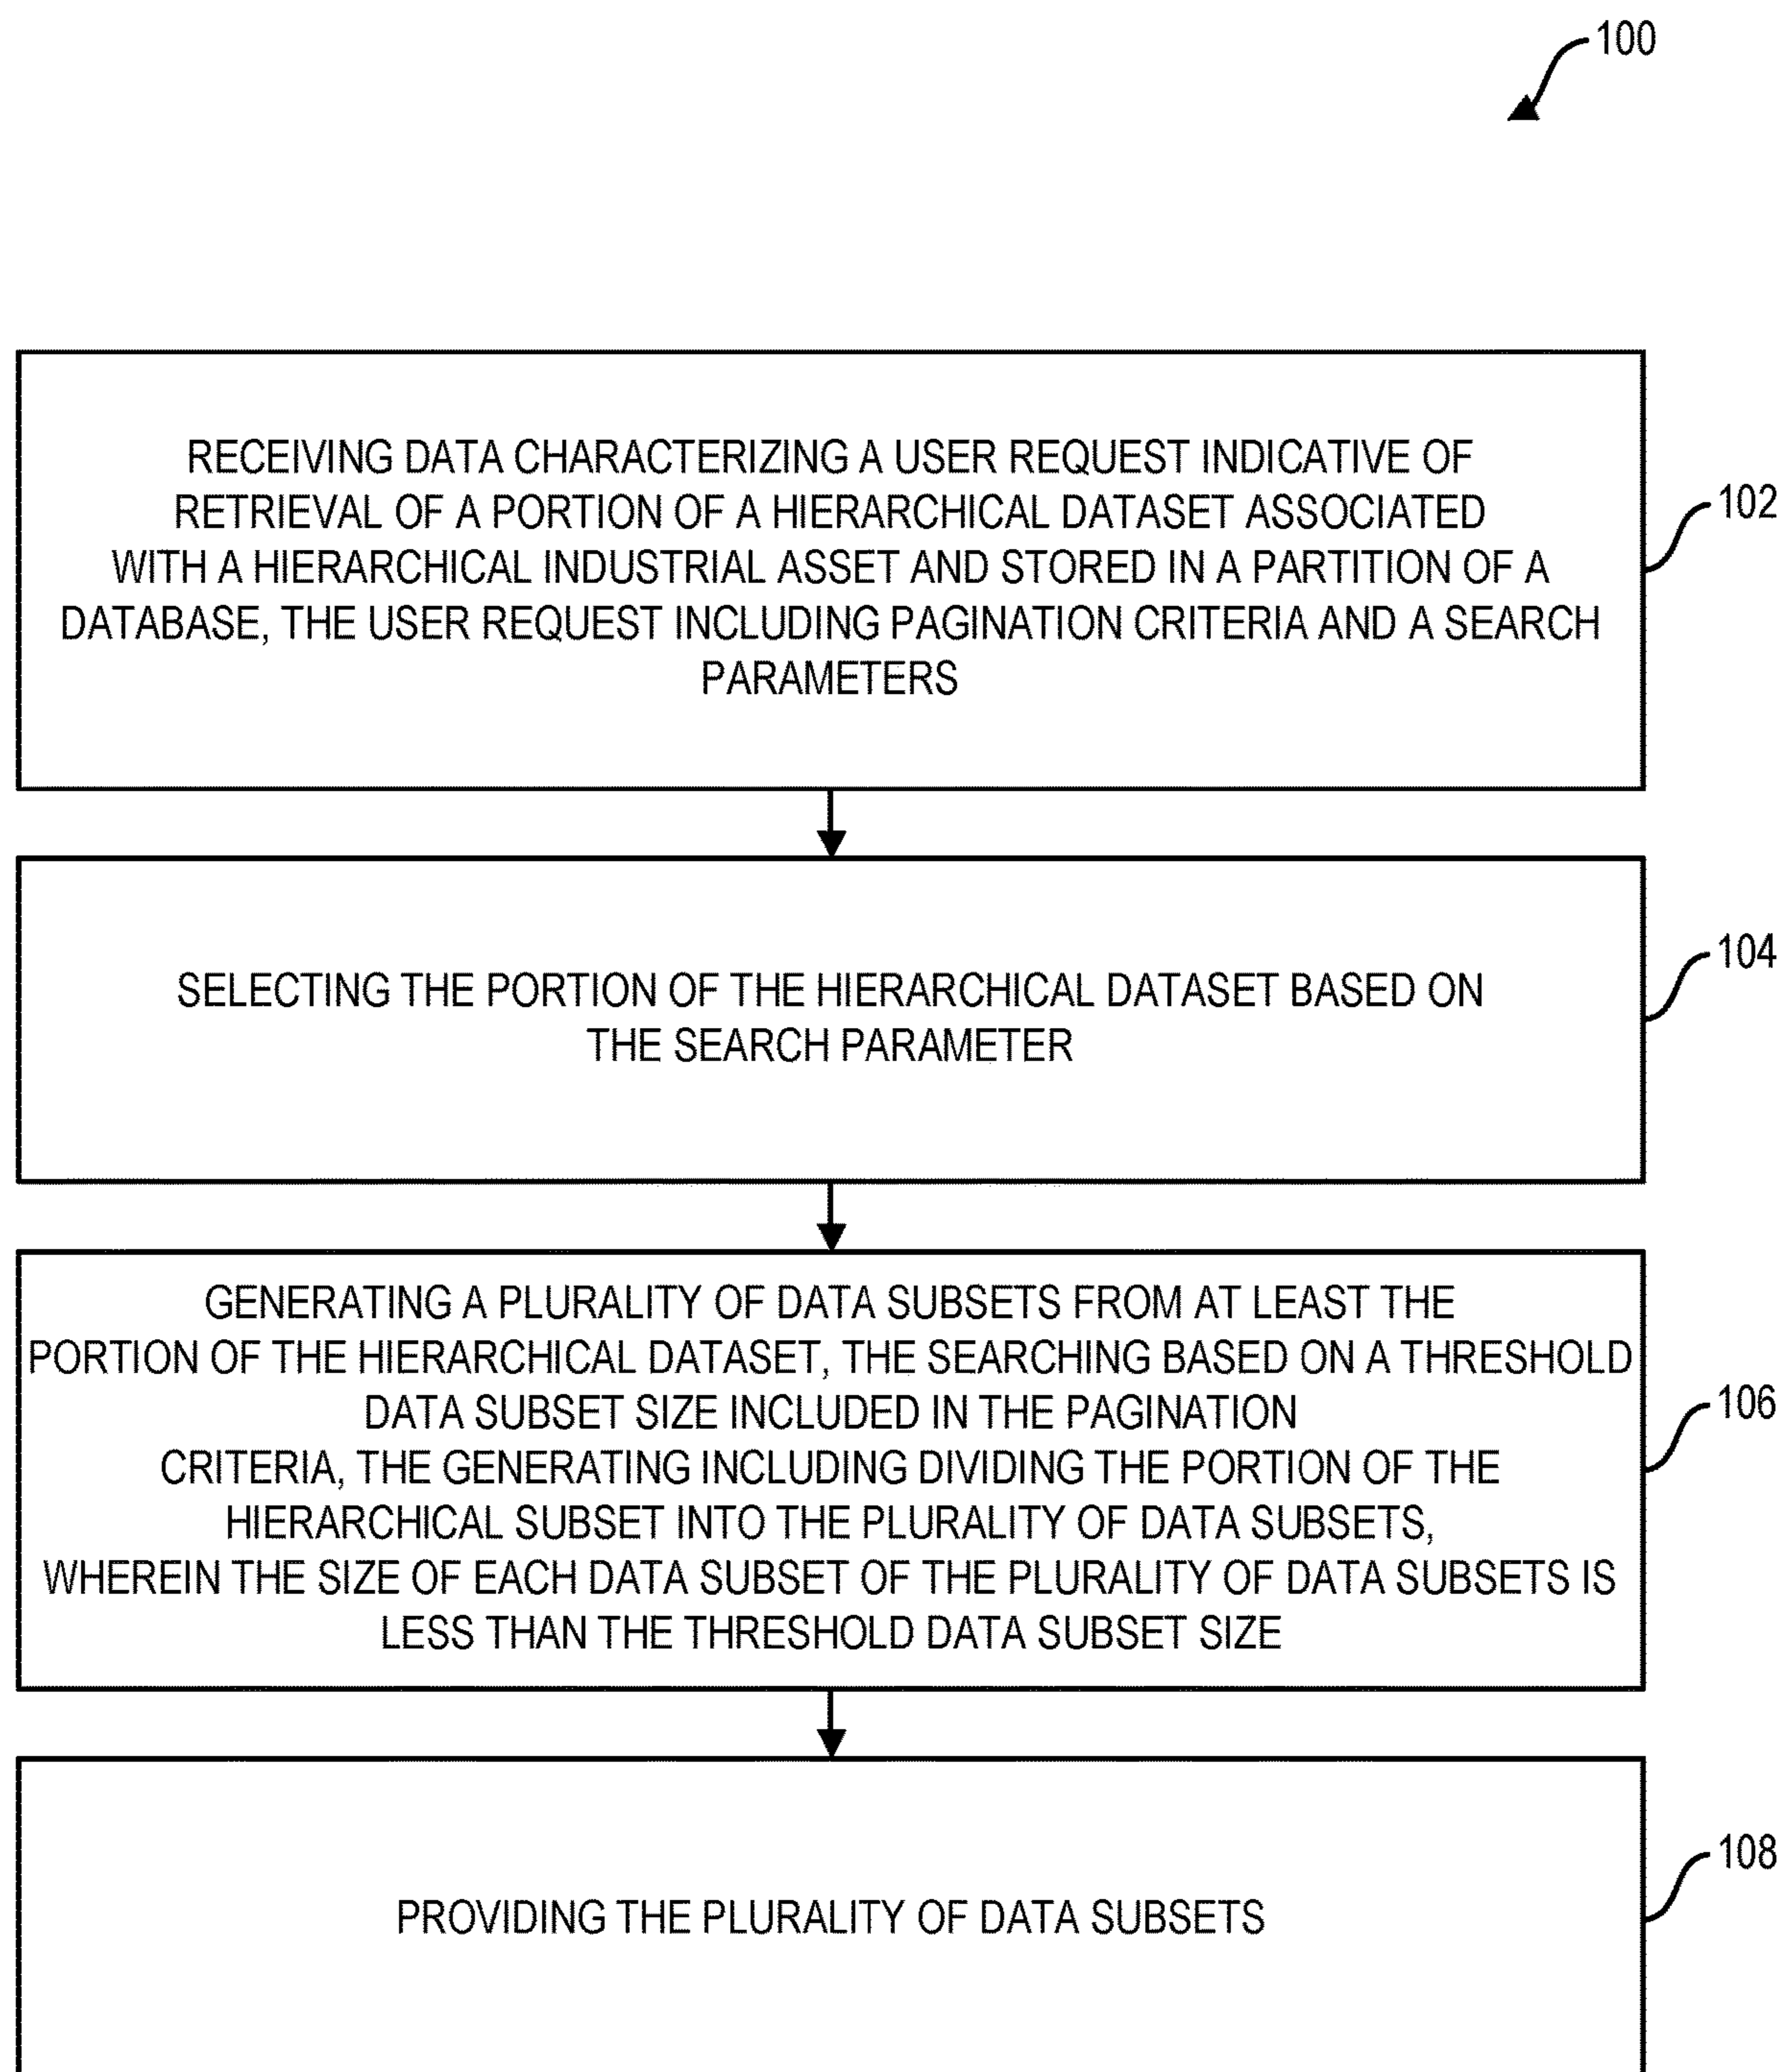 100
RECEIVING DATA CHARACTERIZING A USER REQUEST INDICATIVE OF
RETRIEVAL OF A PORTION OF A HIERARCHICAL DATASET ASSOCIATED
WITH A HIERARCHICAL INDUSTRIAL ASSET AND STORED IN A PARTITION OF A
DATABASE, THE USER REQUEST INCLUDING PAGINATION CRITERIA AND A SEARCH
PARAMETERS
102
SELECTING THE PORTION OF THE HIERARCHICAL DATASET BASED ON
THE SEARCH PARAMETER
104
GENERATING A PLURALITY OF DATA SUBSETS FROM AT LEAST THE
PORTION OF THE HIERARCHICAL DATASET, THE SEARCHING BASED ON A THRESHOLD
DATA SUBSET SIZE INCLUDED IN THE PAGINATION
CRITERIA, THE GENERATING INCLUDING DIVIDING THE PORTION OF THE
HIERARCHICAL SUBSET INTO THE PLURALITY OF DATA SUBSETS,
WHEREIN THE SIZE OF EACH DATA SUBSET OF THE PLURALITY OF DATA SUBSETS IS
LESS THAN THE THRESHOLD DATA SUBSET SIZE
106
PROVIDING THE PLURALITY OF DATA SUBSETS
108